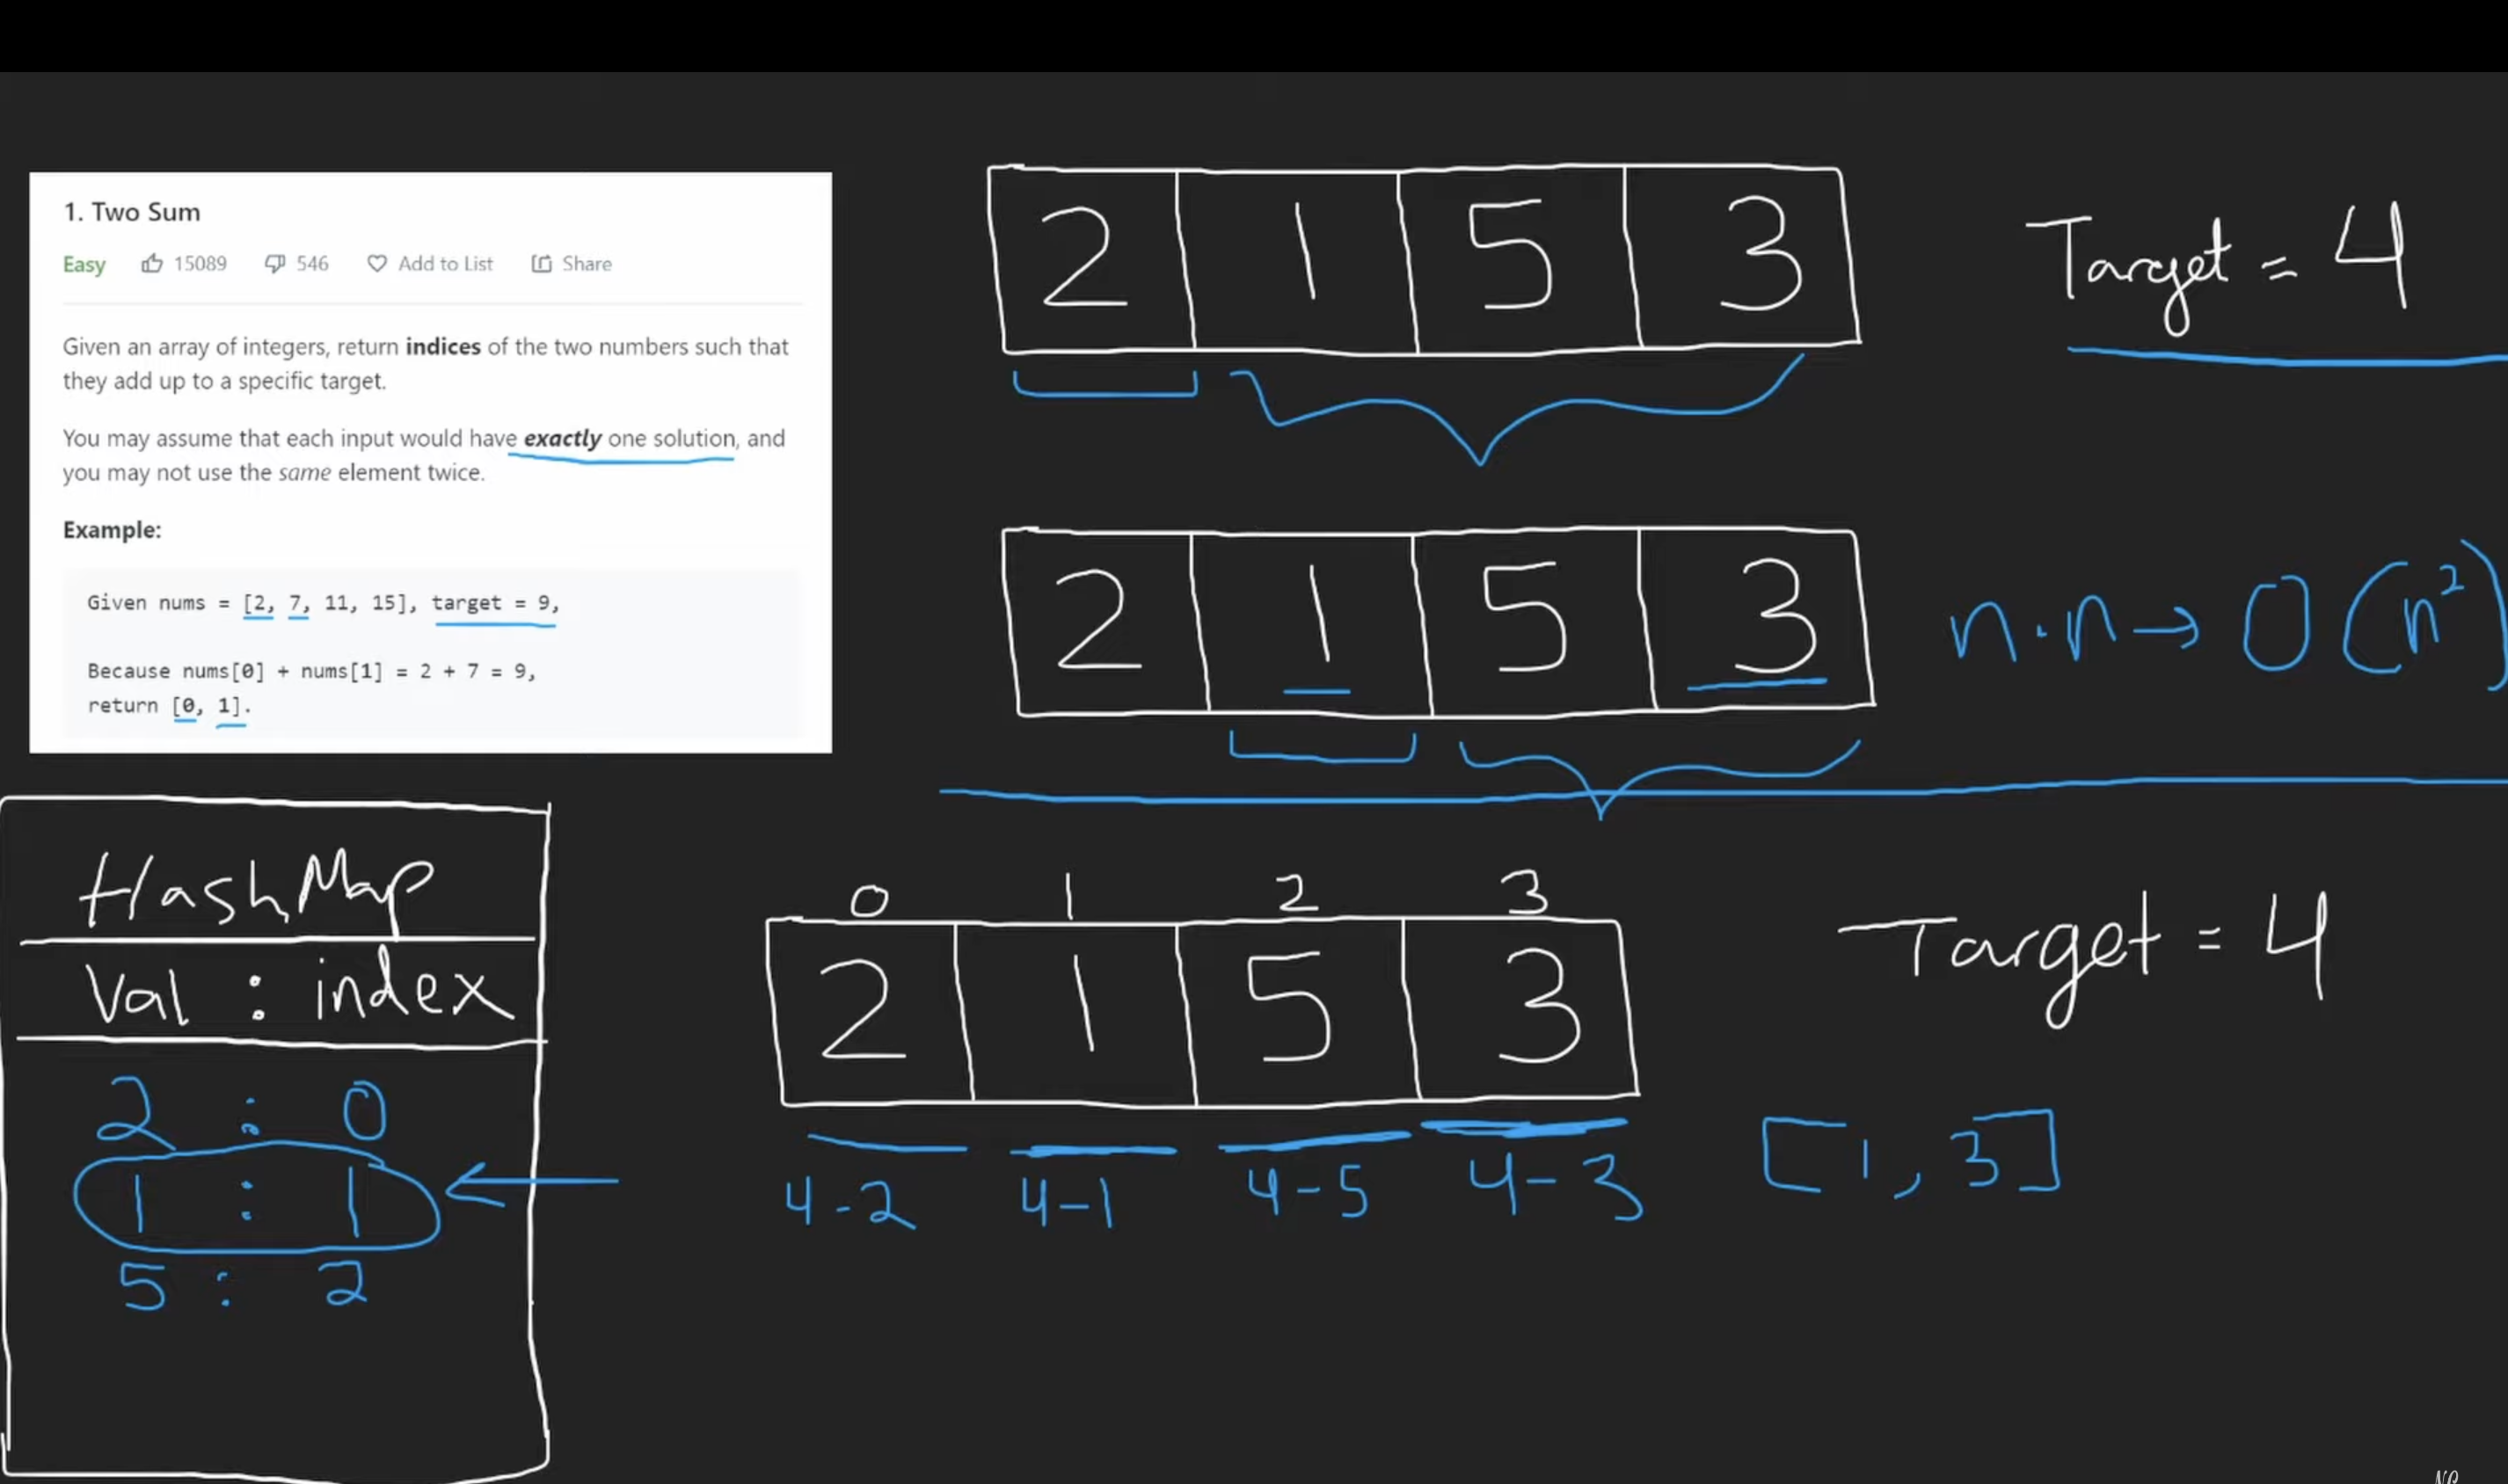 1. Two Sum
Easy 15089 546 Add to List Share
Given an array of integers, return indices of the two numbers such that
they add up to a specific target.
You may assume that each input would have exactly one solution, and
you may not use the same element twice.
Example:
Given nums = [2, 7, 11, 15], target = 9,
Because nums[0] + nums[1] = 2 + 7 = 9,
return [0, 1].
2 1 5 3
Target = 4
2 1 5 3
n · n → O(n²)
HashMap
Val : index
2 : 0
1 : 1
5 : 2
0 1 2 3
2 1 5 3
Target = 4
4-2 4-1 4-5 4-3
[1, 3]